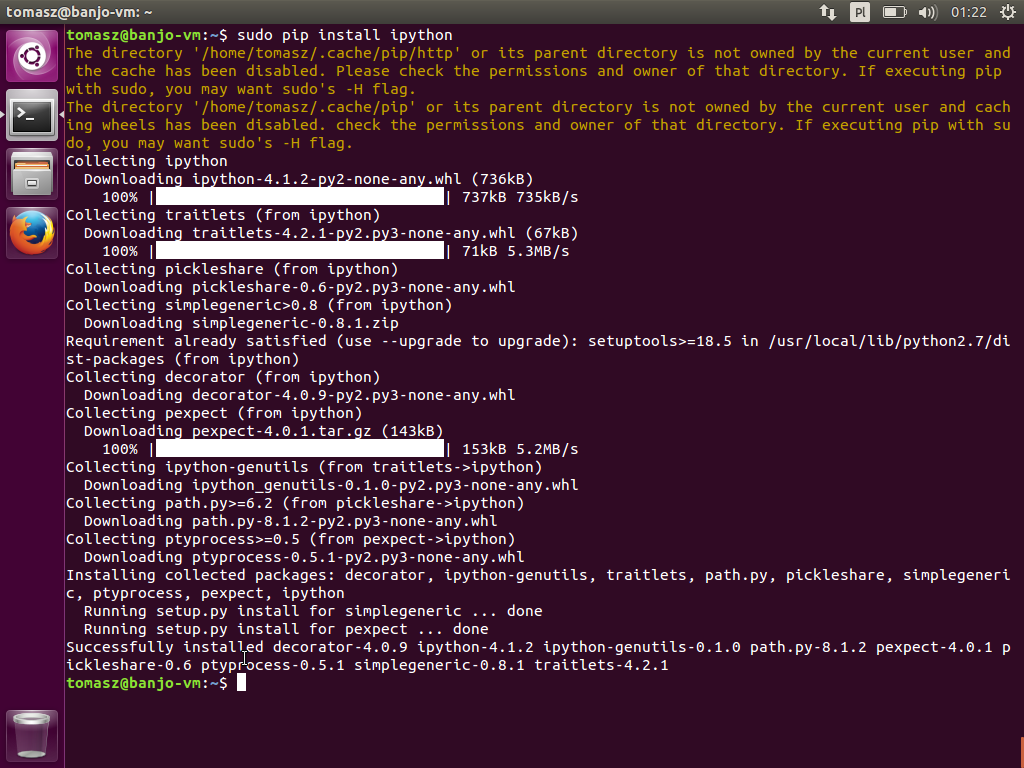 tomasz@banjo-vm: ~
Pl
01:22
tomasz@banjo-vm:~$ sudo pip install ipython
The directory '/home/tomasz/.cache/pip/http' or its parent directory is not owned by the current user and
 the cache has been disabled. Please check the permissions and owner of that directory. If executing pip
with sudo, you may want sudo's -H flag.
The directory '/home/tomasz/.cache/pip' or its parent directory is not owned by the current user and cach
ing wheels has been disabled. check the permissions and owner of that directory. If executing pip with su
do, you may want sudo's -H flag.
Collecting ipython
  Downloading ipython-4.1.2-py2-none-any.whl (736kB)
    100% |                                | 737kB 735kB/s
Collecting traitlets (from ipython)
  Downloading traitlets-4.2.1-py2.py3-none-any.whl (67kB)
    100% |                                | 71kB 5.3MB/s
Collecting pickleshare (from ipython)
  Downloading pickleshare-0.6-py2.py3-none-any.whl
Collecting simplegeneric>0.8 (from ipython)
  Downloading simplegeneric-0.8.1.zip
Requirement already satisfied (use --upgrade to upgrade): setuptools>=18.5 in /usr/local/lib/python2.7/di
st-packages (from ipython)
Collecting decorator (from ipython)
  Downloading decorator-4.0.9-py2.py3-none-any.whl
Collecting pexpect (from ipython)
  Downloading pexpect-4.0.1.tar.gz (143kB)
    100% |                                | 153kB 5.2MB/s
Collecting ipython-genutils (from traitlets->ipython)
  Downloading ipython_genutils-0.1.0-py2.py3-none-any.whl
Collecting path.py>=6.2 (from pickleshare->ipython)
  Downloading path.py-8.1.2-py2.py3-none-any.whl
Collecting ptyprocess>=0.5 (from pexpect->ipython)
  Downloading ptyprocess-0.5.1-py2.py3-none-any.whl
Installing collected packages: decorator, ipython-genutils, traitlets, path.py, pickleshare, simplegeneri
c, ptyprocess, pexpect, ipython
  Running setup.py install for simplegeneric ... done
  Running setup.py install for pexpect ... done
Successfully installed decorator-4.0.9 ipython-4.1.2 ipython-genutils-0.1.0 path.py-8.1.2 pexpect-4.0.1 p
ickleshare-0.6 ptyprocess-0.5.1 simplegeneric-0.8.1 traitlets-4.2.1
tomasz@banjo-vm:~$